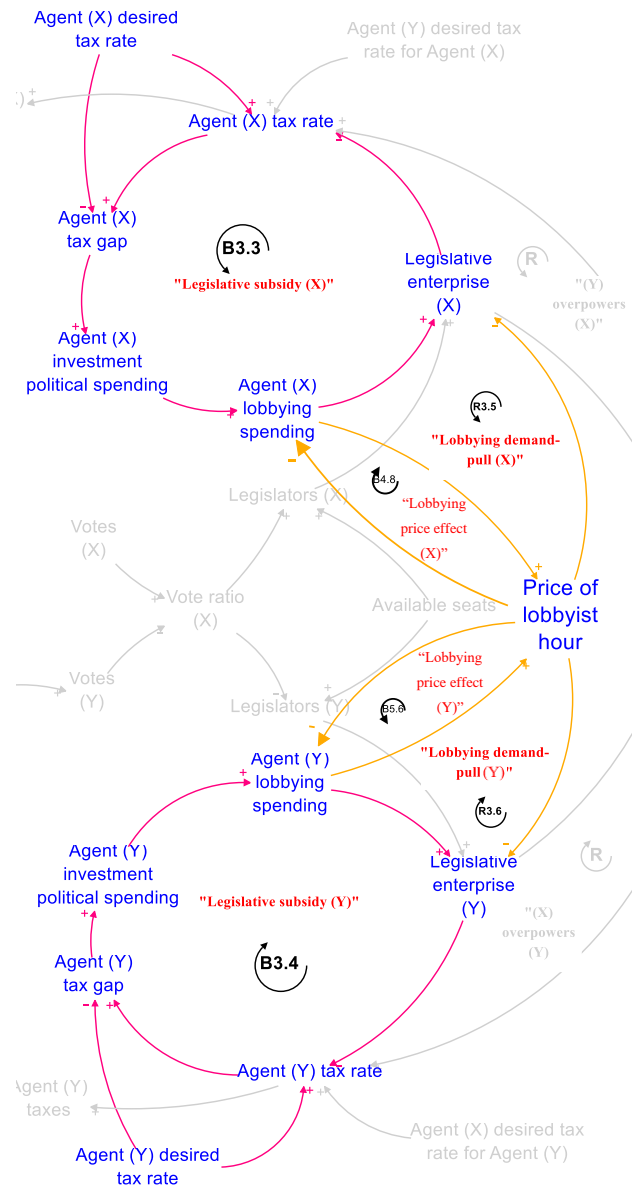 Agent (X) desired
tax rate
Agent (Y) desired tax
rate for Agent (X)
X)
Agent (X) tax rate
Agent (X)
tax gap
B3.3
"Legislative subsidy (X)"
Legislative
enterprise
(X)
R
"(Y)
overpowers
(X)"
Agent (X)
investment
political spending
Agent (X)
lobbying
spending
R3.5
"Lobbying demand-
pull (X)"
B4.8
“Lobbying
price effect
(X)”
Legislators (X)
Votes
(X)
Vote ratio
(X)
Available seats
Price of
lobbyist
hour
Votes
(Y)
Legislators (Y)
“Lobbying
price effect
(Y)”
B5.6
"Lobbying demand-
pull (Y)"
R3.6
Agent (Y)
lobbying
spending
Agent (Y)
investment
political spending
Legislative
enterprise
(Y)
R
"Legislative subsidy (Y)"
"(X)
overpowers
(Y)
B3.4
Agent (Y)
tax gap
Agent (Y) tax rate
Agent (Y)
taxes
Agent (X) desired tax
rate for Agent (Y)
Agent (Y) desired
tax rate